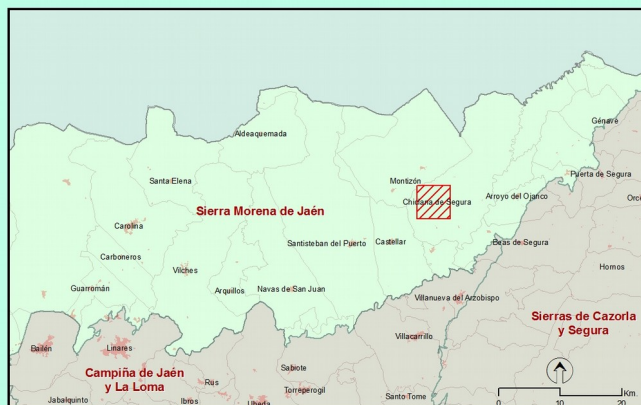 Aldeaquemada
Génave
Santa Elena
Montizón
Puerta de Segura
Chiclana de Segura
Arroyo del Ojanco
Orci
Sierra Morena de Jaén
Carolina
Santisteban del Puerto
Castellar
Beas de Segura
Carboneros
Vilches
Hornos
Guarromán
Arquillos
Navas de San Juan
Villanueva del Arzobispo
Sierras de Cazorla
y Segura
Bailén
Linares
Villacarrillo
Campiña de Jaén
y La Loma
Sabiote
Rus
Torreperogil
Jabalquinto
Ibros
Úbeda
Santo Tome
0 10 20 Km